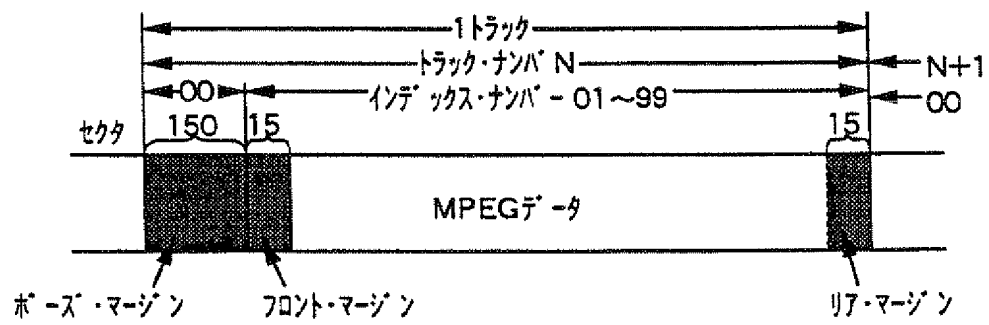 1トラック
トラック・ナンバ N N+1
00 インデックス・ナンバー 01～99 00
セクタ 150 15 15
MPEGデータ
ポーズ・マージン フロント・マージン リア・マージン